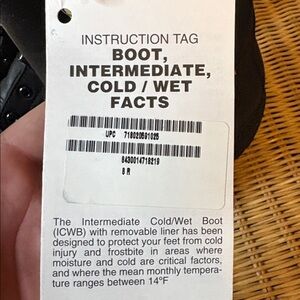 INSTRUCTION TAG
BOOT,
INTERMEDIATE,
COLD / WET
FACTS
UPC 718020591025
8430014719219
8 R
The Intermediate Cold/Wet Boot
(ICWB) with removable liner has been
designed to protect your feet from cold
injury and frostbite in areas where
moisture and cold are critical factors,
and where the mean monthly tempera-
ture ranges between 14°F